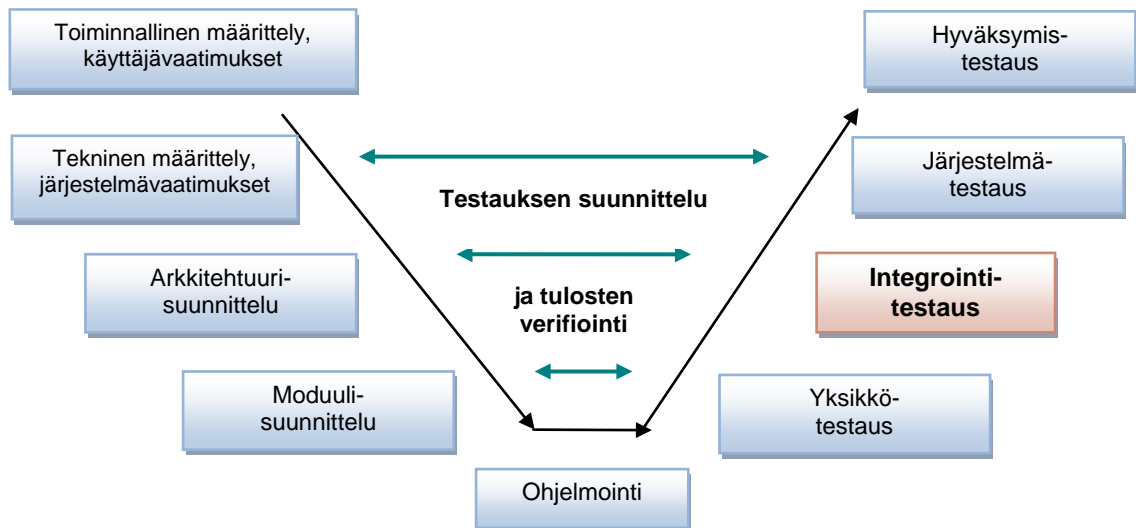 Toiminnallinen määrittely,
käyttäjävaatimukset
Hyväksymis-
testaus
Tekninen määrittely,
järjestelmävaatimukset
Järjestelmä-
testaus
Testauksen suunnittelu
Arkkitehtuuri-
suunnittelu
Integrointi-
testaus
ja tulosten
verifiointi
Moduuli-
suunnittelu
Yksikkö-
testaus
Ohjelmointi